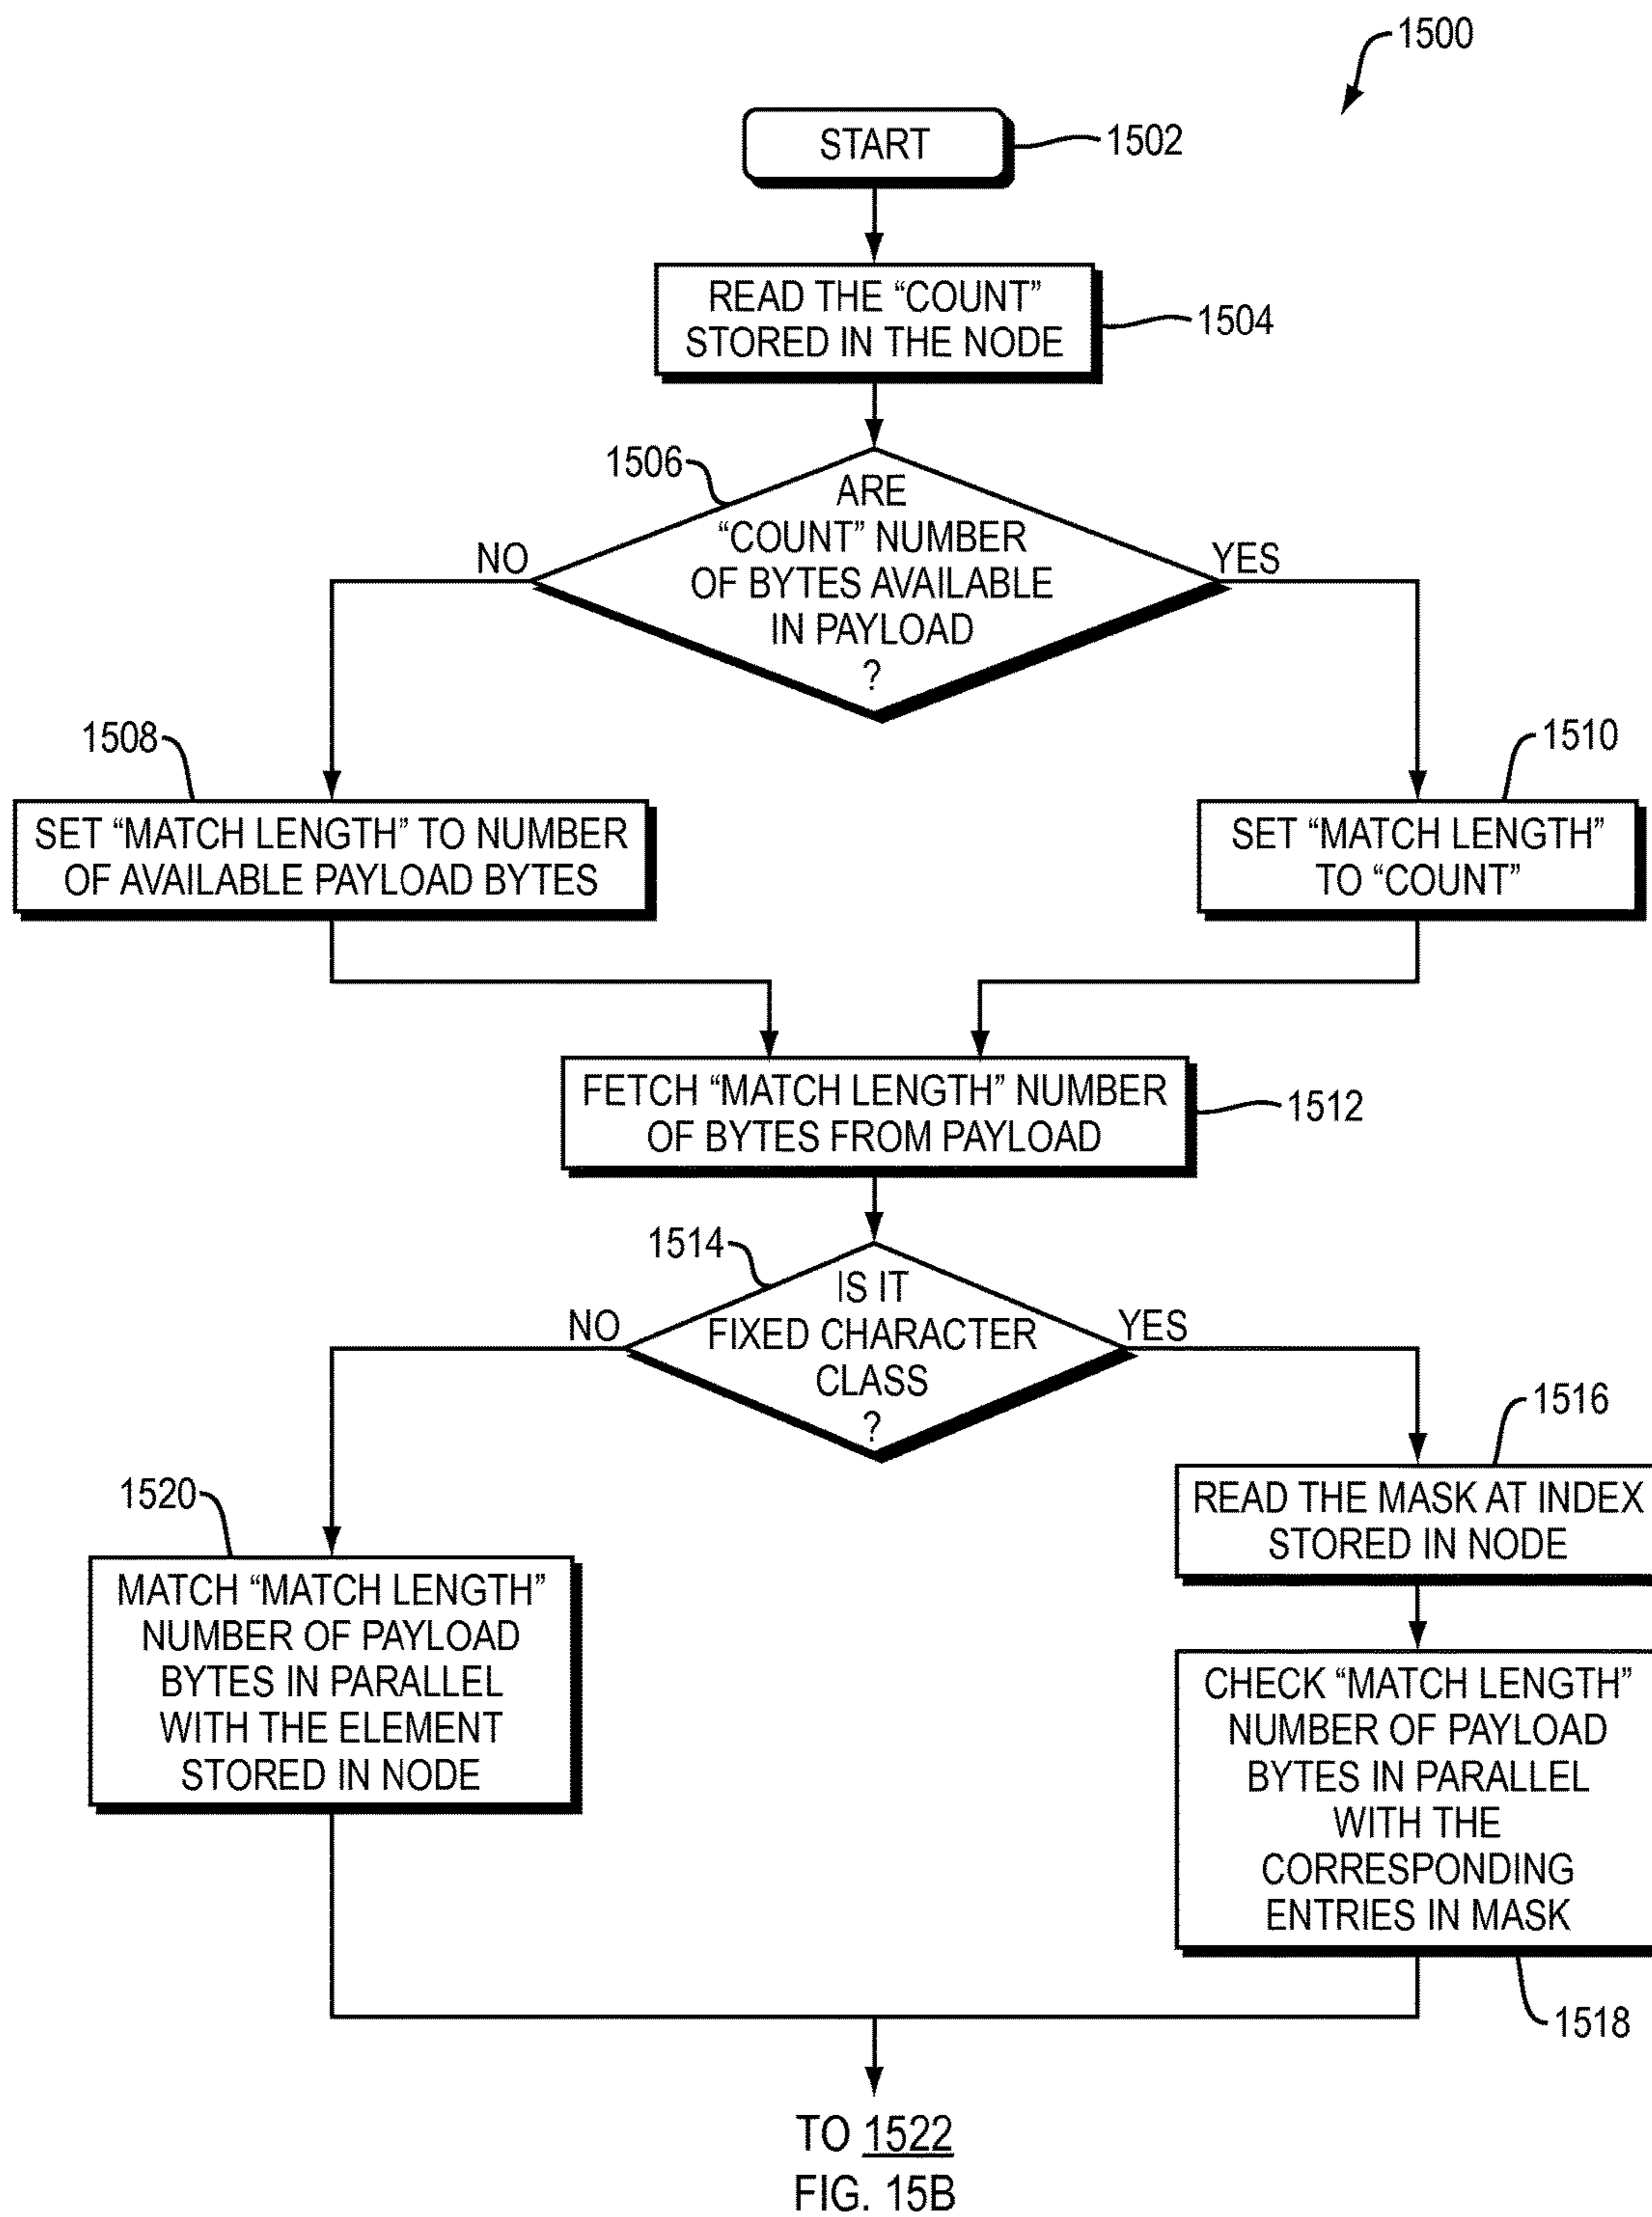 1500
START
1502
READ THE “COUNT”
STORED IN THE NODE
1504
1506
ARE
“COUNT” NUMBER
OF BYTES AVAILABLE
IN PAYLOAD
?
NO
YES
1508
SET “MATCH LENGTH” TO NUMBER
OF AVAILABLE PAYLOAD BYTES
1510
SET “MATCH LENGTH”
TO “COUNT”
FETCH “MATCH LENGTH” NUMBER
OF BYTES FROM PAYLOAD
1512
1514
IS IT
FIXED CHARACTER
CLASS
?
NO
YES
1516
READ THE MASK AT INDEX
STORED IN NODE
1520
MATCH “MATCH LENGTH”
NUMBER OF PAYLOAD
BYTES IN PARALLEL
WITH THE ELEMENT
STORED IN NODE
CHECK “MATCH LENGTH”
NUMBER OF PAYLOAD
BYTES IN PARALLEL
WITH THE
CORRESPONDING
ENTRIES IN MASK
1518
TO 1522
FIG. 15B